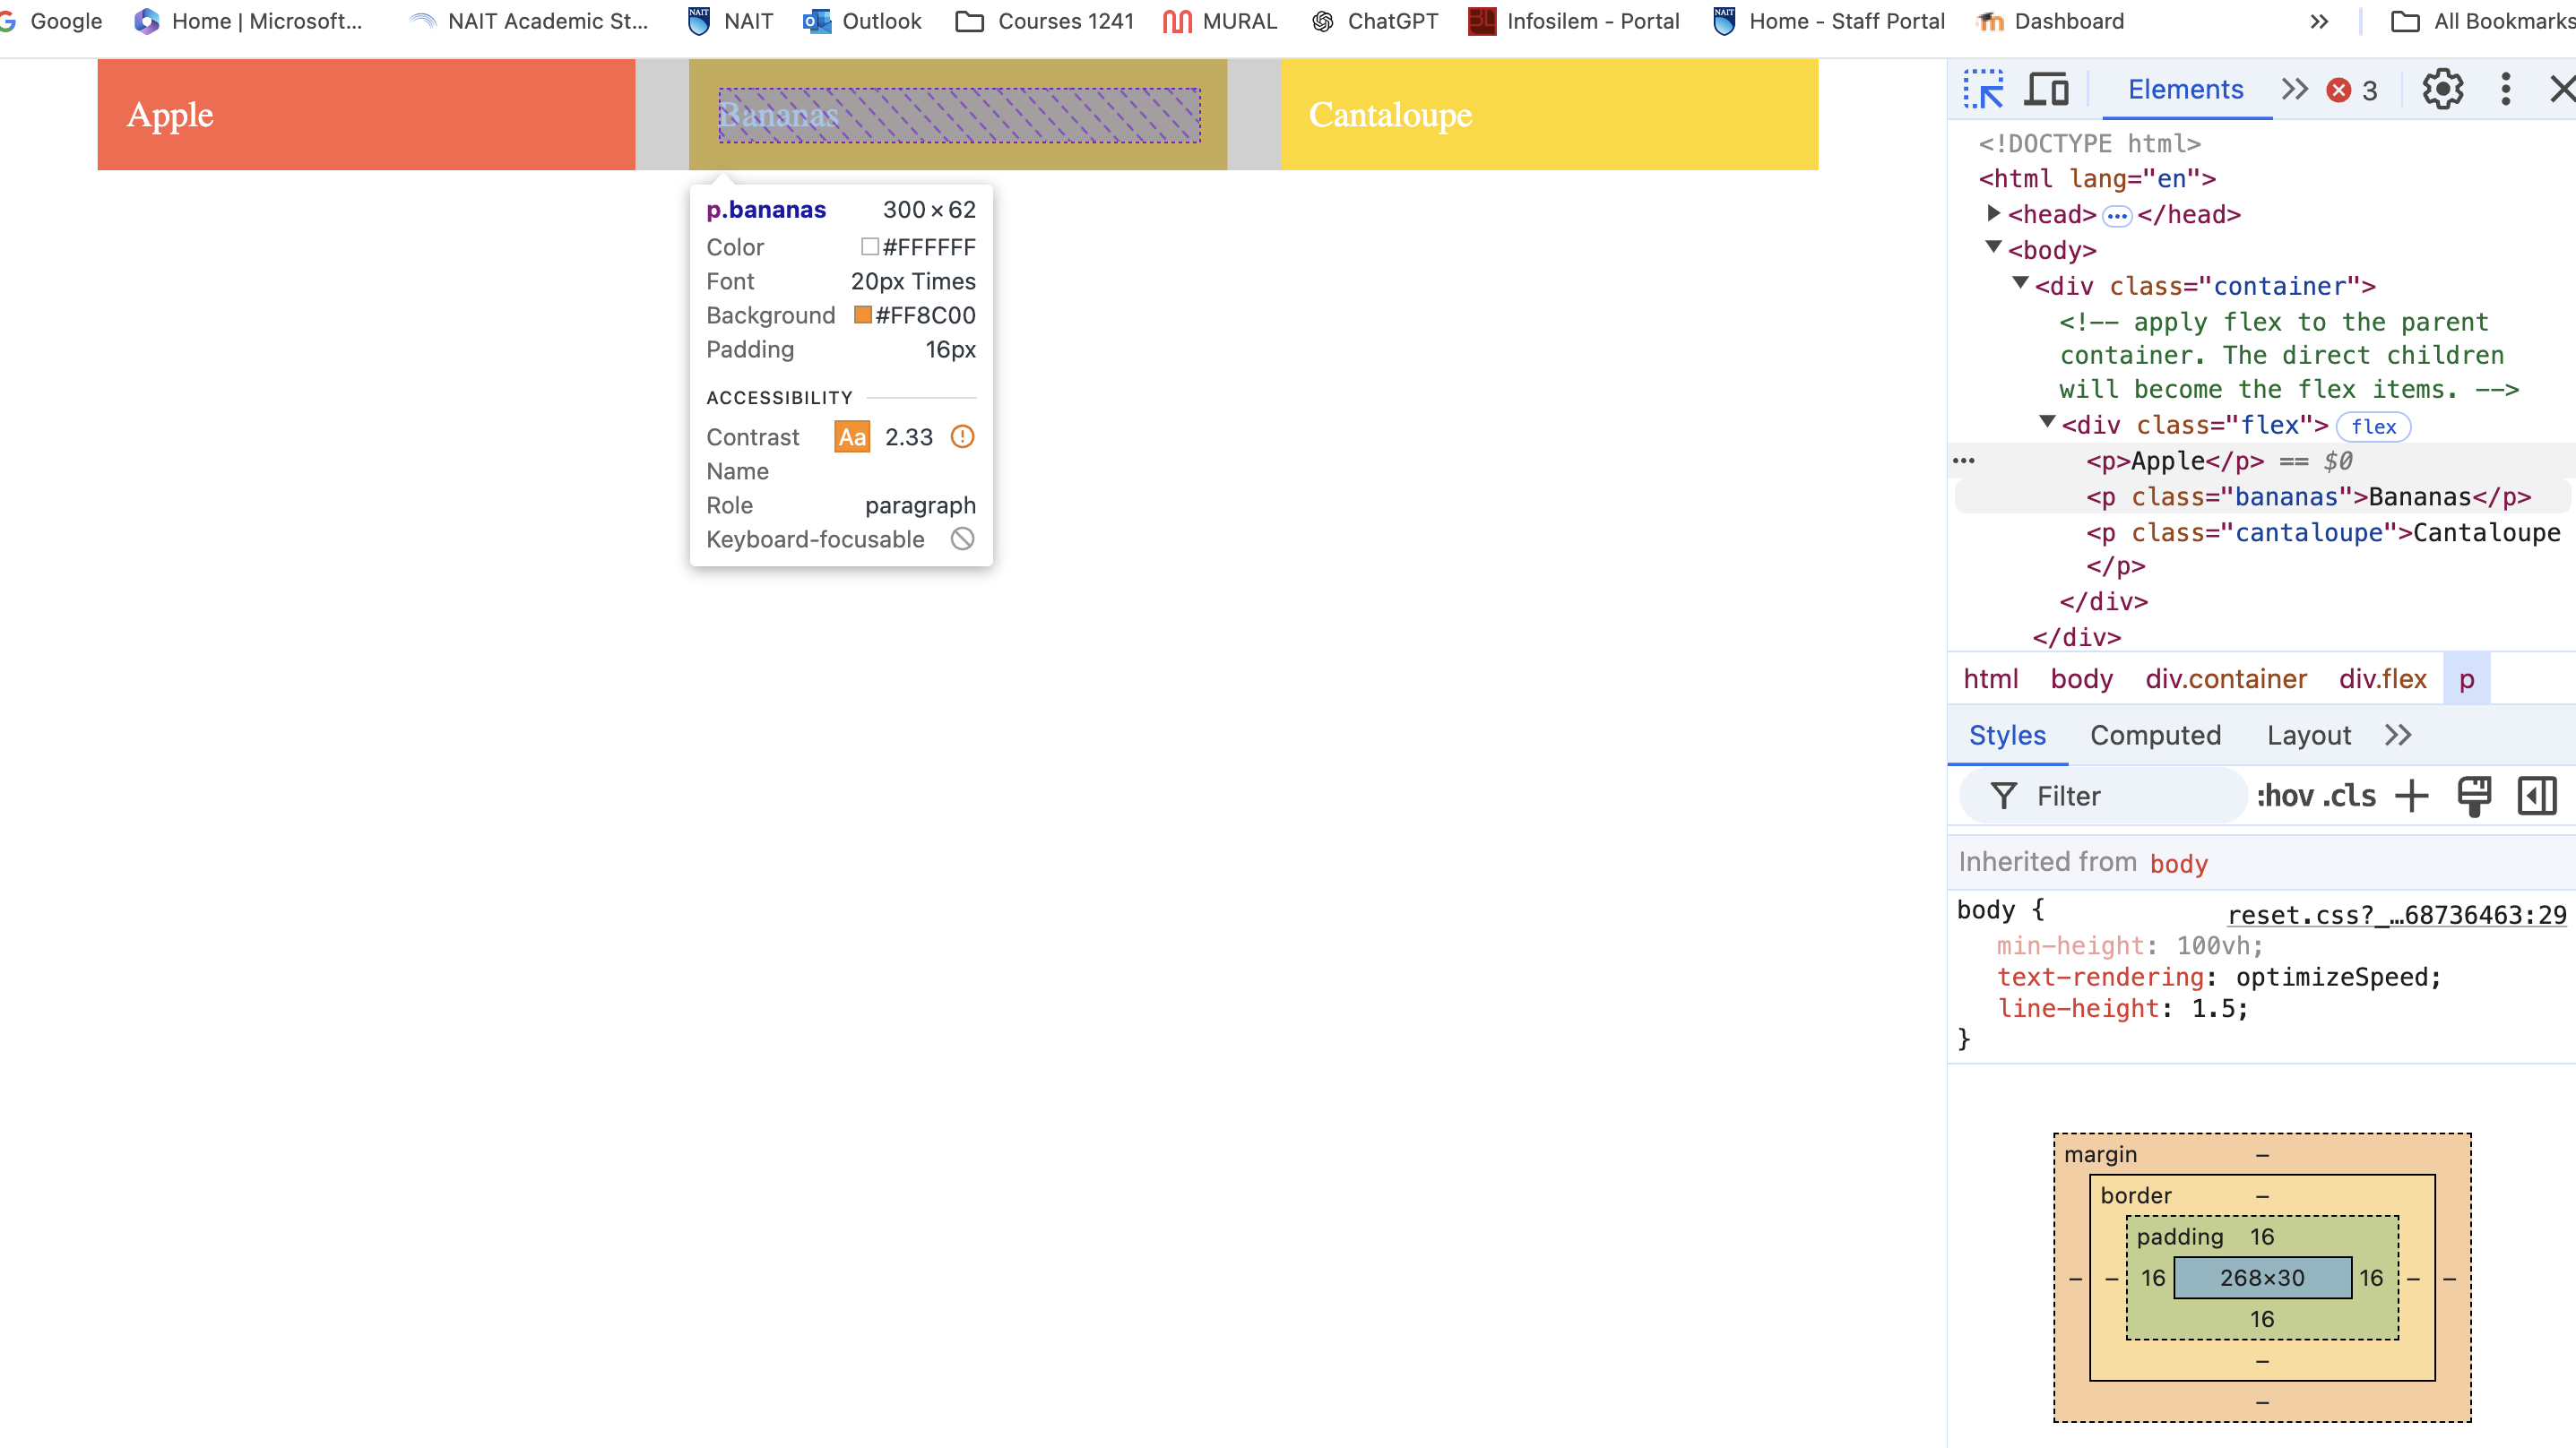 Google Home | Microsoft... NAIT Academic St... NAIT Outlook Courses 1241 MURAL ChatGPT Infosilem - Portal Home - Staff Portal Dashboard » All Bookmarks
Apple
Bananas
Cantaloupe
p.bananas 300 × 62
Color #FFFFFF
Font 20px Times
Background #FF8C00
Padding 16px
ACCESSIBILITY
Contrast Aa 2.33
Name
Role paragraph
Keyboard-focusable
Elements » 3
<!DOCTYPE html>
<html lang="en">
<head> ••• </head>
<body>
<div class="container">
<!-- apply flex to the parent
container. The direct children
will become the flex items. -->
<div class="flex"> flex
••• <p>Apple</p> == $0
<p class="bananas">Bananas</p>
<p class="cantaloupe">Cantaloupe
</p>
</div>
</div>
html body div.container div.flex p
Styles Computed Layout »
Filter :hov .cls +
Inherited from body
body { reset.css?_…68736463:29
min-height: 100vh;
text-rendering: optimizeSpeed;
line-height: 1.5;
}
margin –
border –
padding 16
– – 16 268×30 16 – –
16
–
–